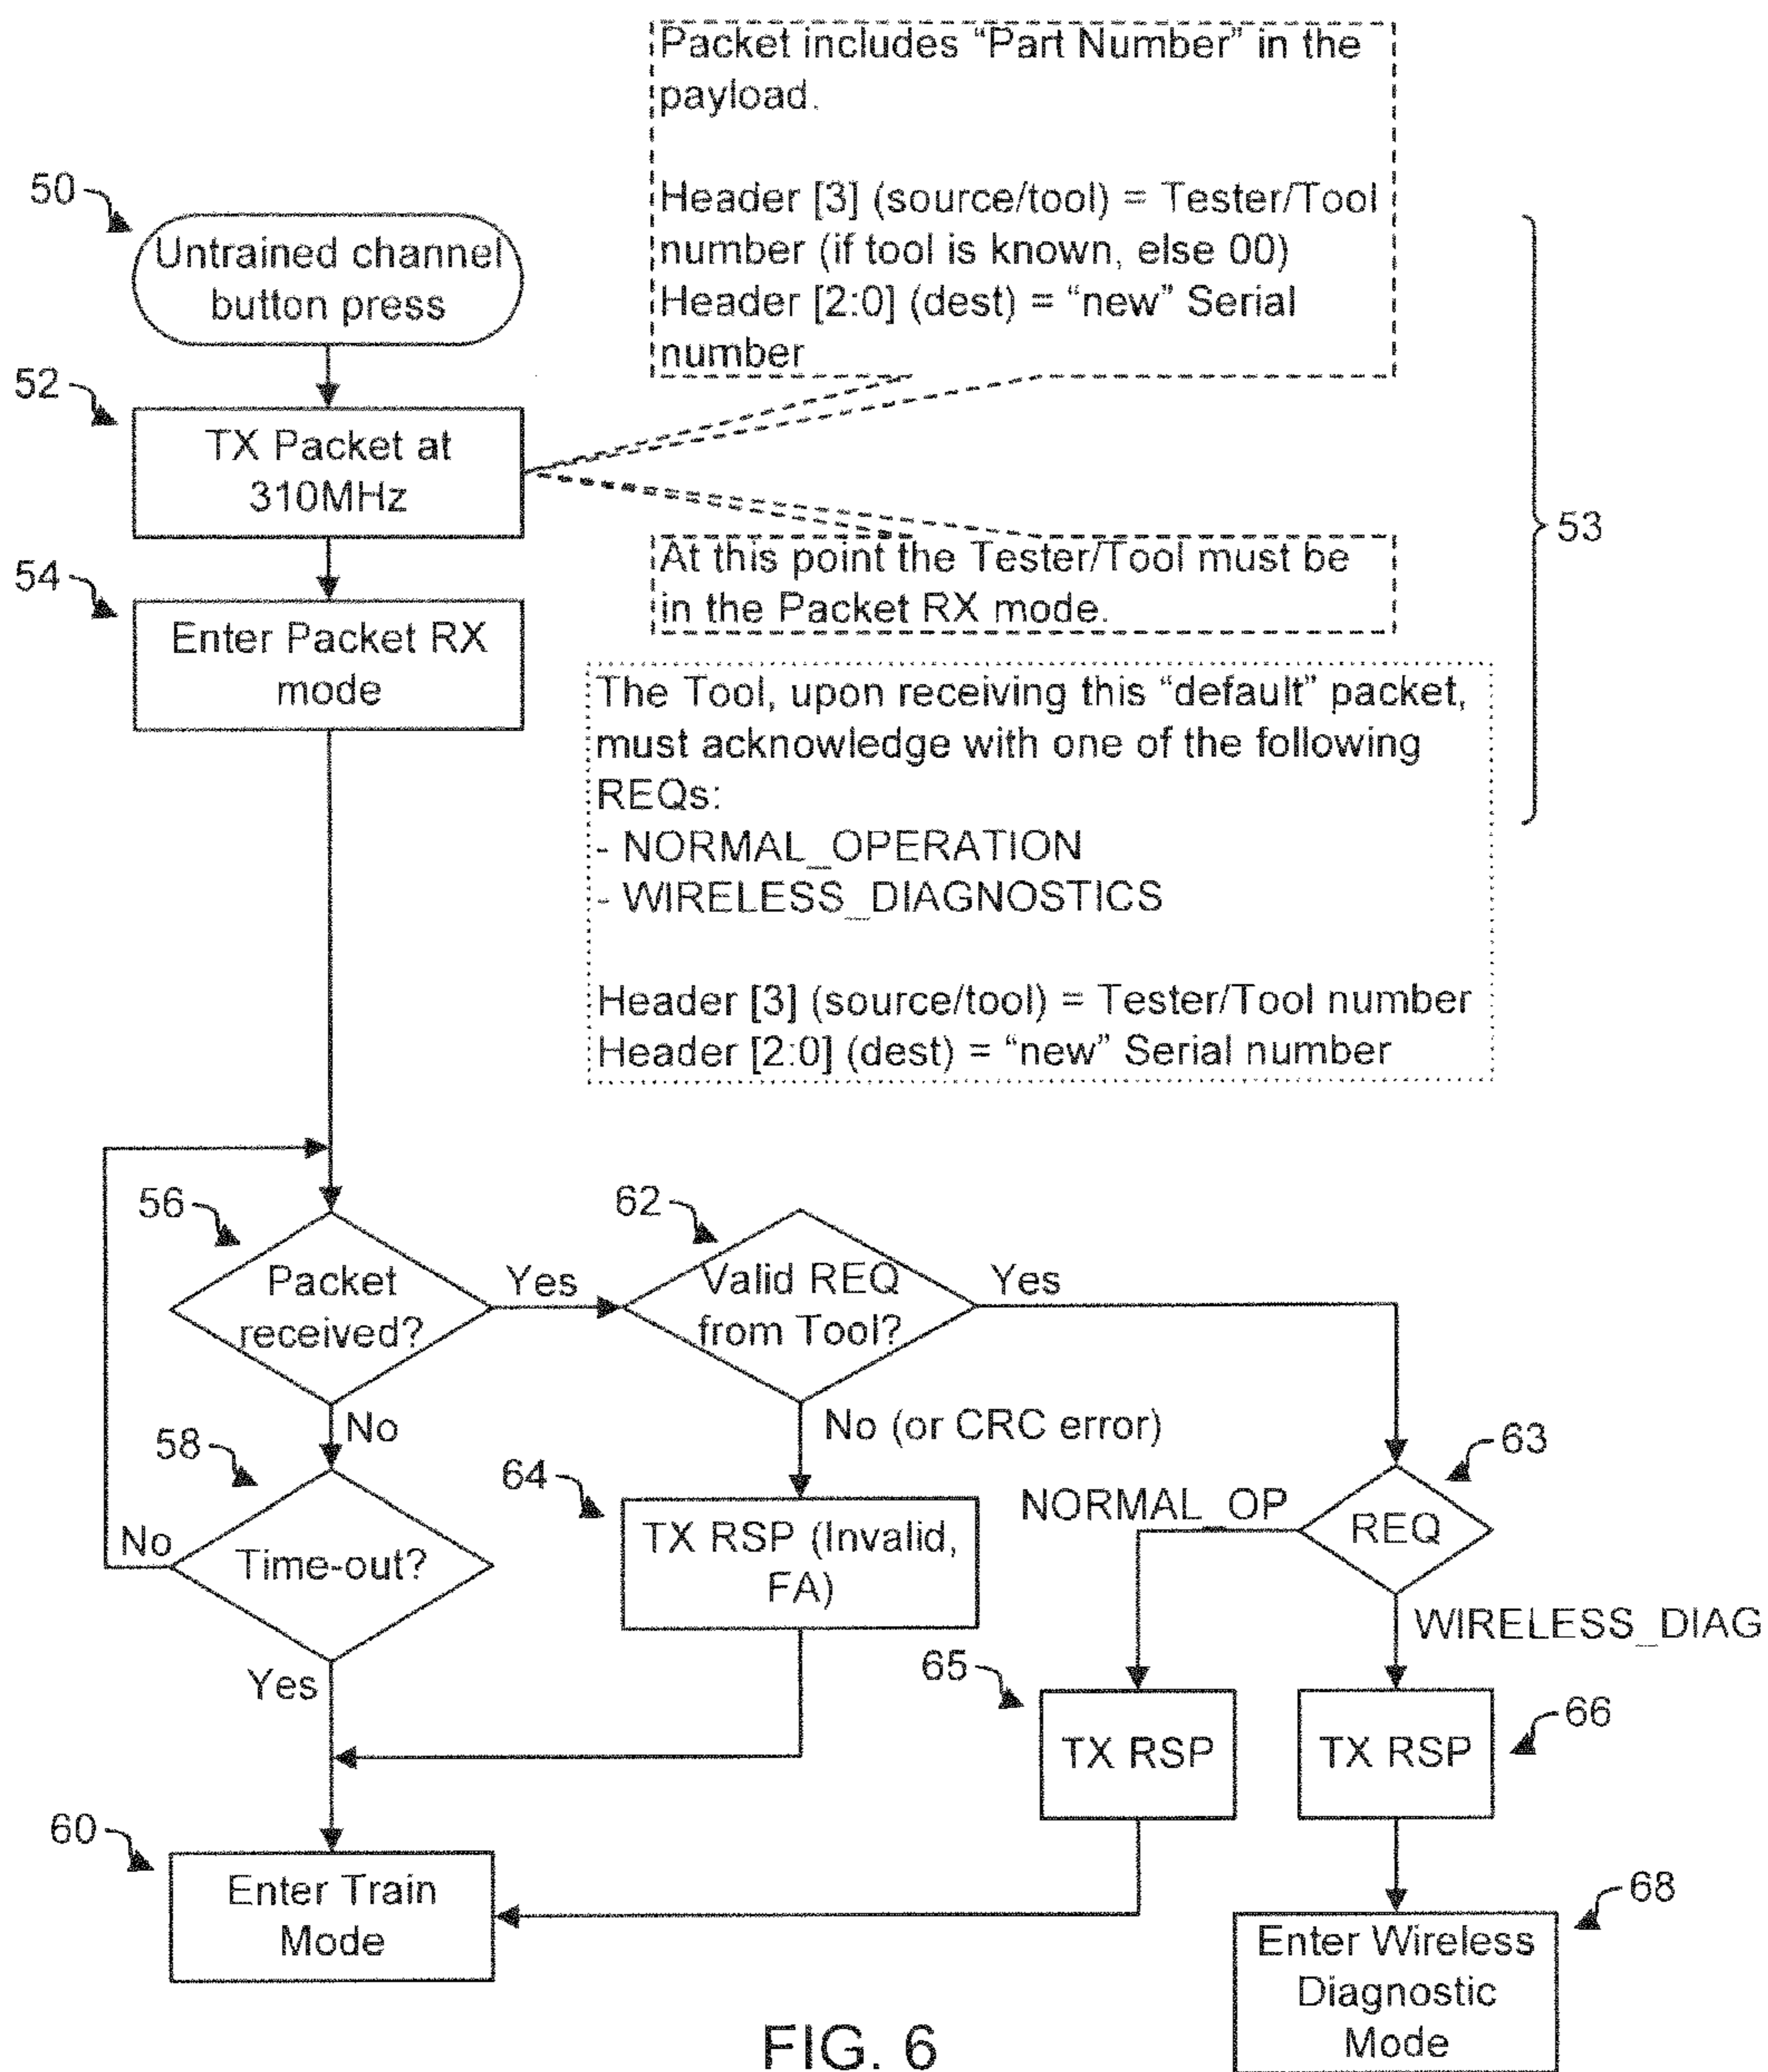 Packet includes “Part Number” in the
payload.
Header [3] (source/tool) = Tester/Tool
number (if tool is known, else 00)
Header [2:0] (dest) = “new” Serial
number
50
Untrained channel
button press
52
TX Packet at
310MHz
53
At this point the Tester/Tool must be
in the Packet RX mode.
54
Enter Packet RX
mode
The Tool, upon receiving this “default” packet,
must acknowledge with one of the following
REQs:
- NORMAL_OPERATION
- WIRELESS_DIAGNOSTICS
Header [3] (source/tool) = Tester/Tool number
Header [2:0] (dest) = “new” Serial number
56
Packet
received?
Yes
62
Valid REQ
from Tool?
Yes
No
No (or CRC error)
58
Time-out?
No
Yes
64
TX RSP (Invalid,
FA)
63
REQ
NORMAL_OP
WIRELESS_DIAG
65
TX RSP
66
TX RSP
60
Enter Train
Mode
68
Enter Wireless
Diagnostic
Mode
FIG. 6